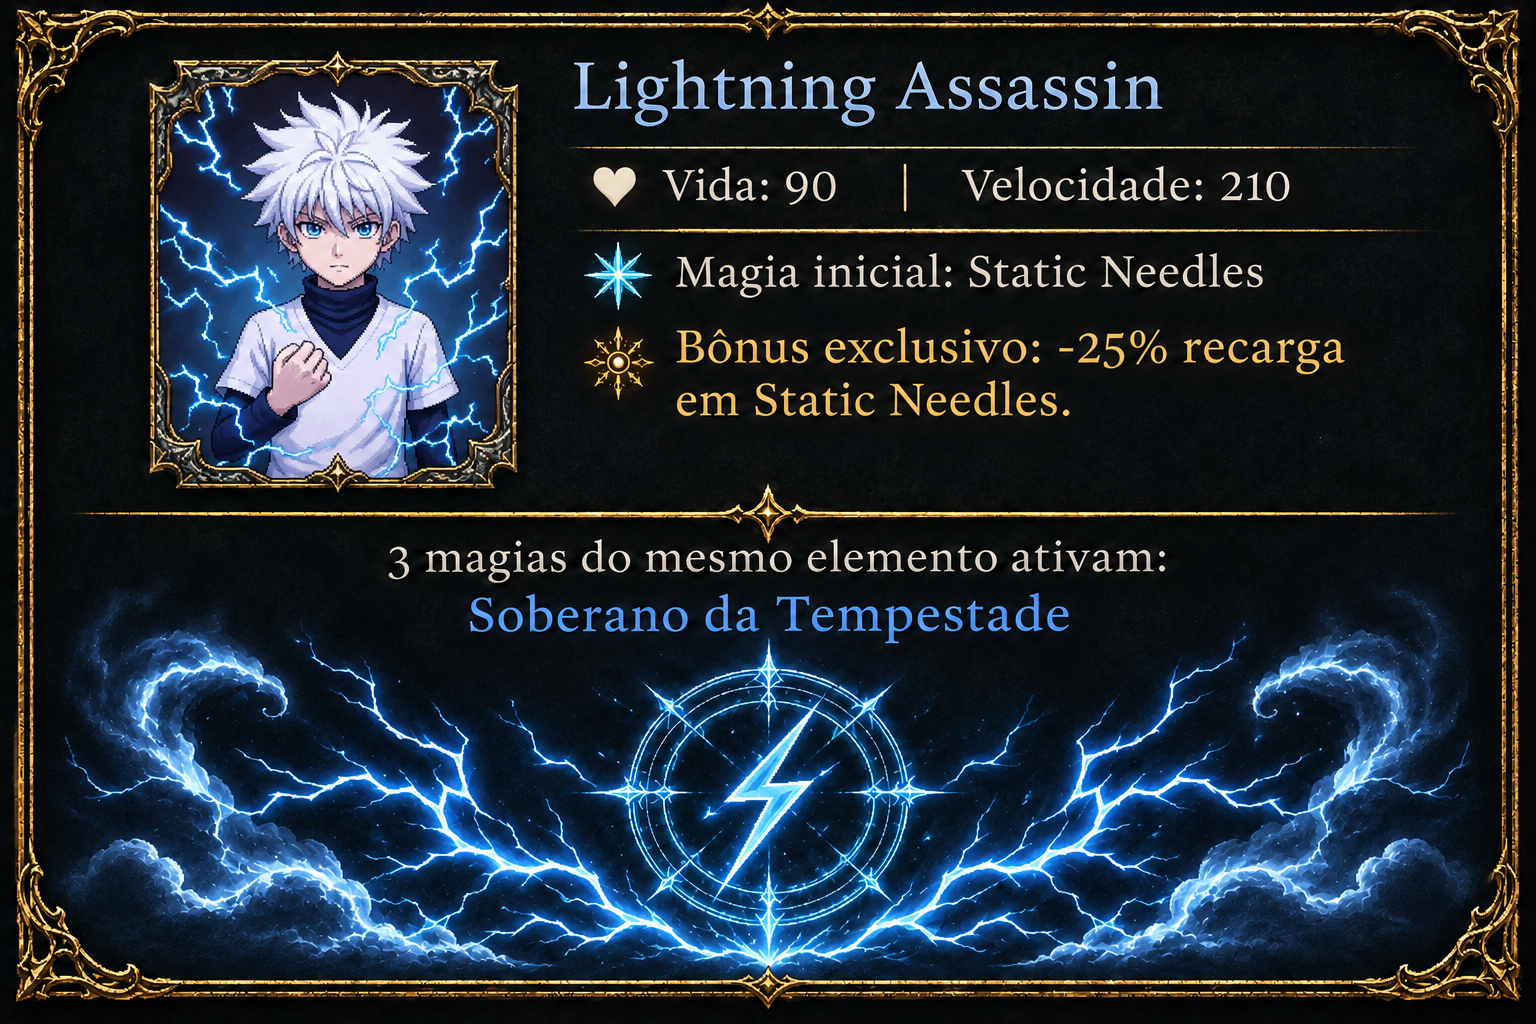 Lightning Assassin
Vida: 90 | Velocidade: 210
Magia inicial: Static Needles
Bônus exclusivo: -25% recarga
em Static Needles.
3 magias do mesmo elemento ativam:
Soberano da Tempestade